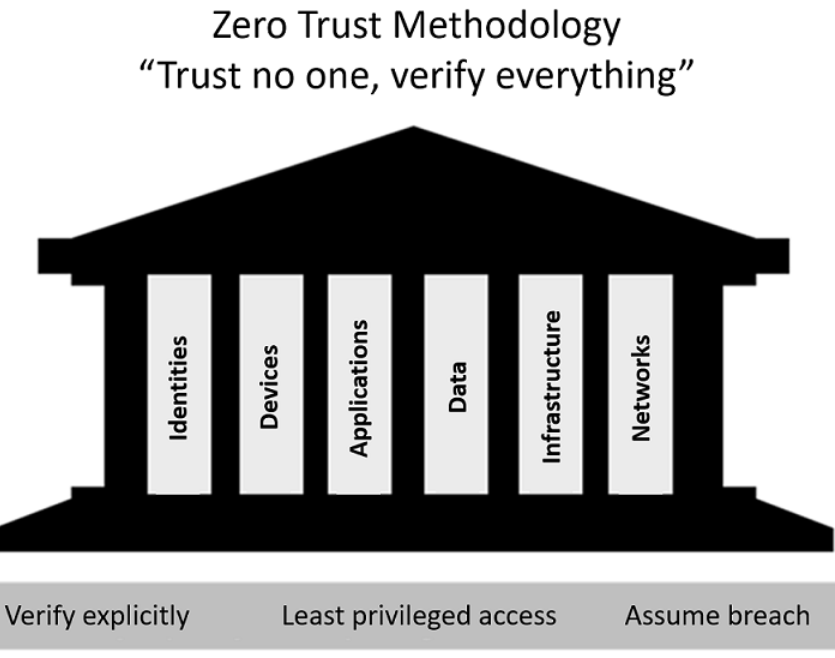 Zero Trust Methodology
“Trust no one, verify everything”
Identities
Devices
Applications
Data
Infrastructure
Networks
Verify explicitly
Least privileged access
Assume breach